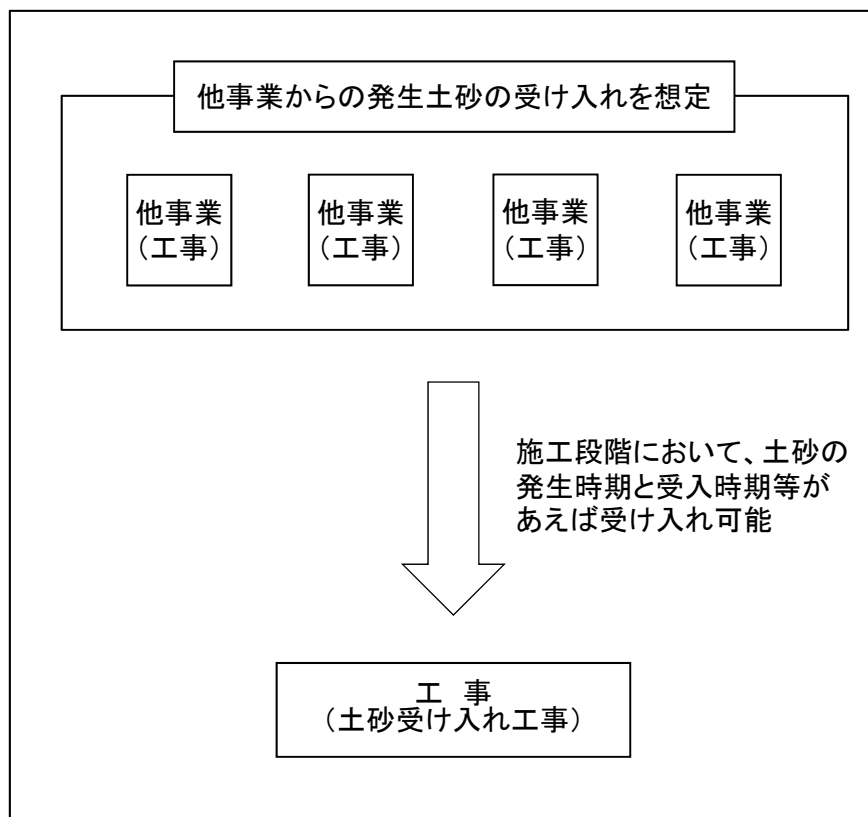 他事業からの発生土砂の受け入れを想定
他事業
（工事）
他事業
（工事）
他事業
（工事）
他事業
（工事）
施工段階において、土砂の
発生時期と受入時期等が
あえば受け入れ可能
工 事
（土砂受け入れ工事）